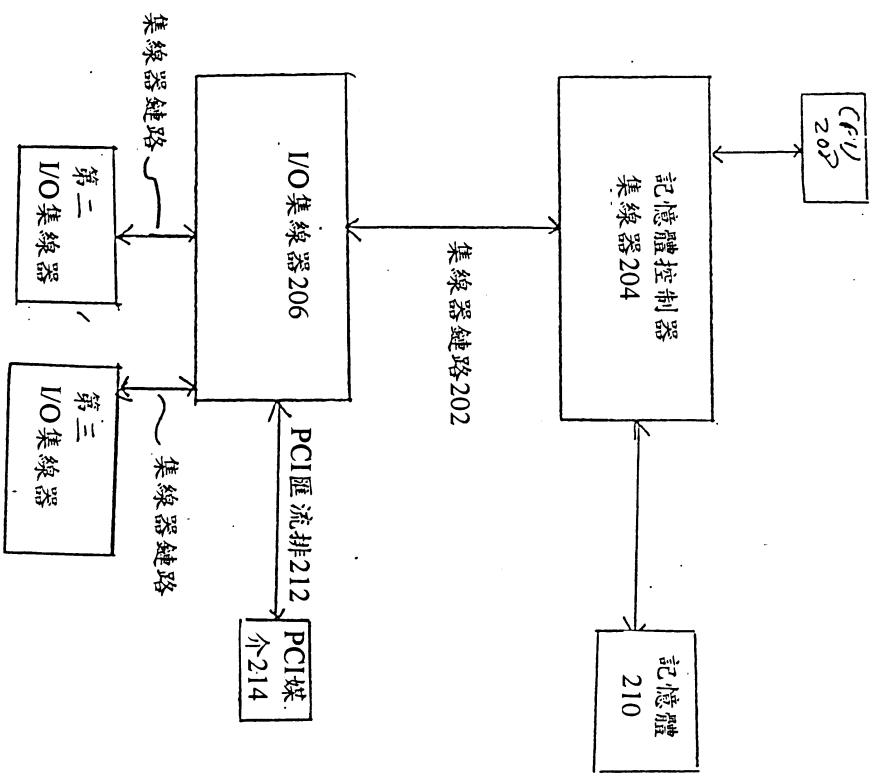 CPU
208
記憶體控制器
集線器204
記憶體
210
集線器鏈路202
I/O集線器206
PCI匯流排212
PCI媒
介214
集線器鏈路
第二
I/O集線器
第三
I/O集線器
集線器鏈路